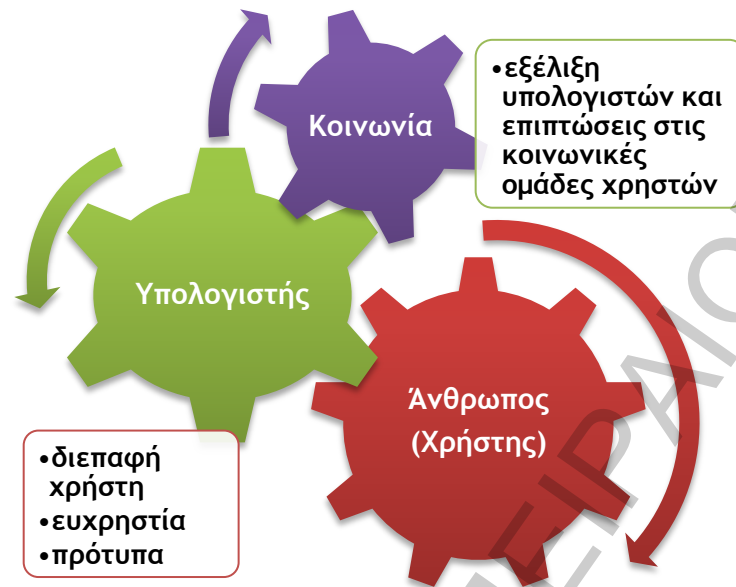 Κοινωνία
•εξέλιξη
υπολογιστών και
επιπτώσεις στις
κοινωνικές
ομάδες χρηστών
Υπολογιστής
Άνθρωπος
(Χρήστης)
•διεπαφή
χρήστη
•ευχρηστία
•πρότυπα